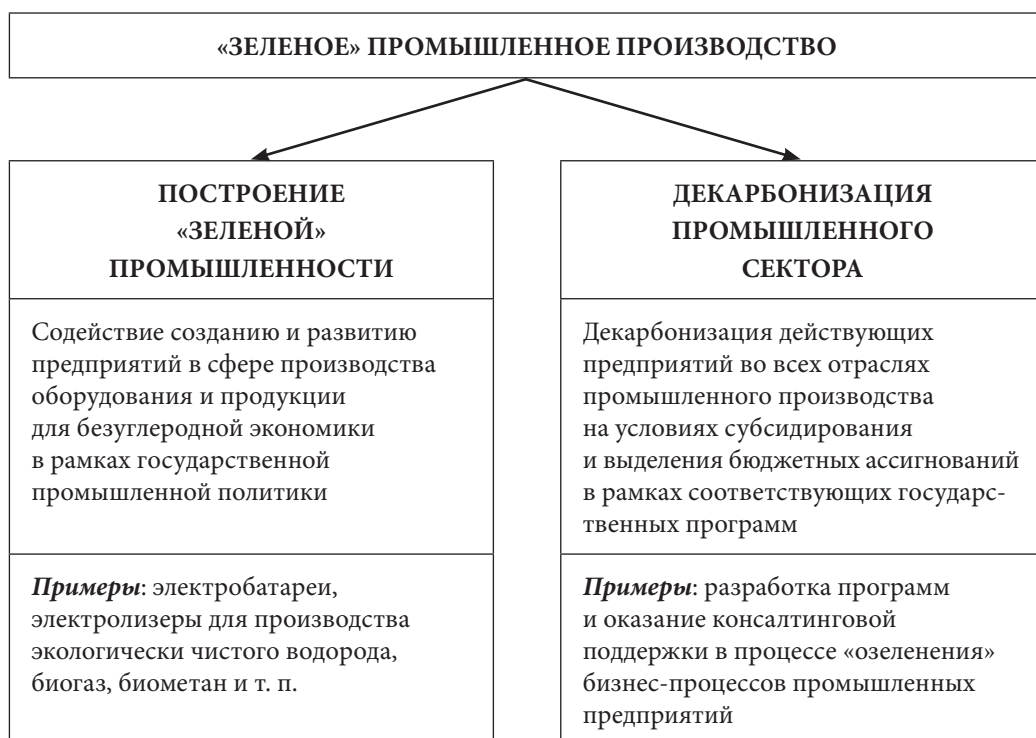 «ЗЕЛЕНОЕ» ПРОМЫШЛЕННОЕ ПРОИЗВОДСТВО
ПОСТРОЕНИЕ
«ЗЕЛЕНОЙ»
ПРОМЫШЛЕННОСТИ
Содействие созданию и развитию
предприятий в сфере производства
оборудования и продукции
для безуглеродной экономики
в рамках государственной
промышленной политики
Примеры: электробатареи,
электролизеры для производства
экологически чистого водорода,
биогаз, биометан и т. п.
ДЕКАРБОНИЗАЦИЯ
ПРОМЫШЛЕННОГО
СЕКТОРА
Декарбонизация действующих
предприятий во всех отраслях
промышленного производства
на условиях субсидирования
и выделения бюджетных ассигнований
в рамках соответствующих государс-
твенных программ
Примеры: разработка программ
и оказание консалтинговой
поддержки в процессе «озеленения»
бизнес-процессов промышленных
предприятий